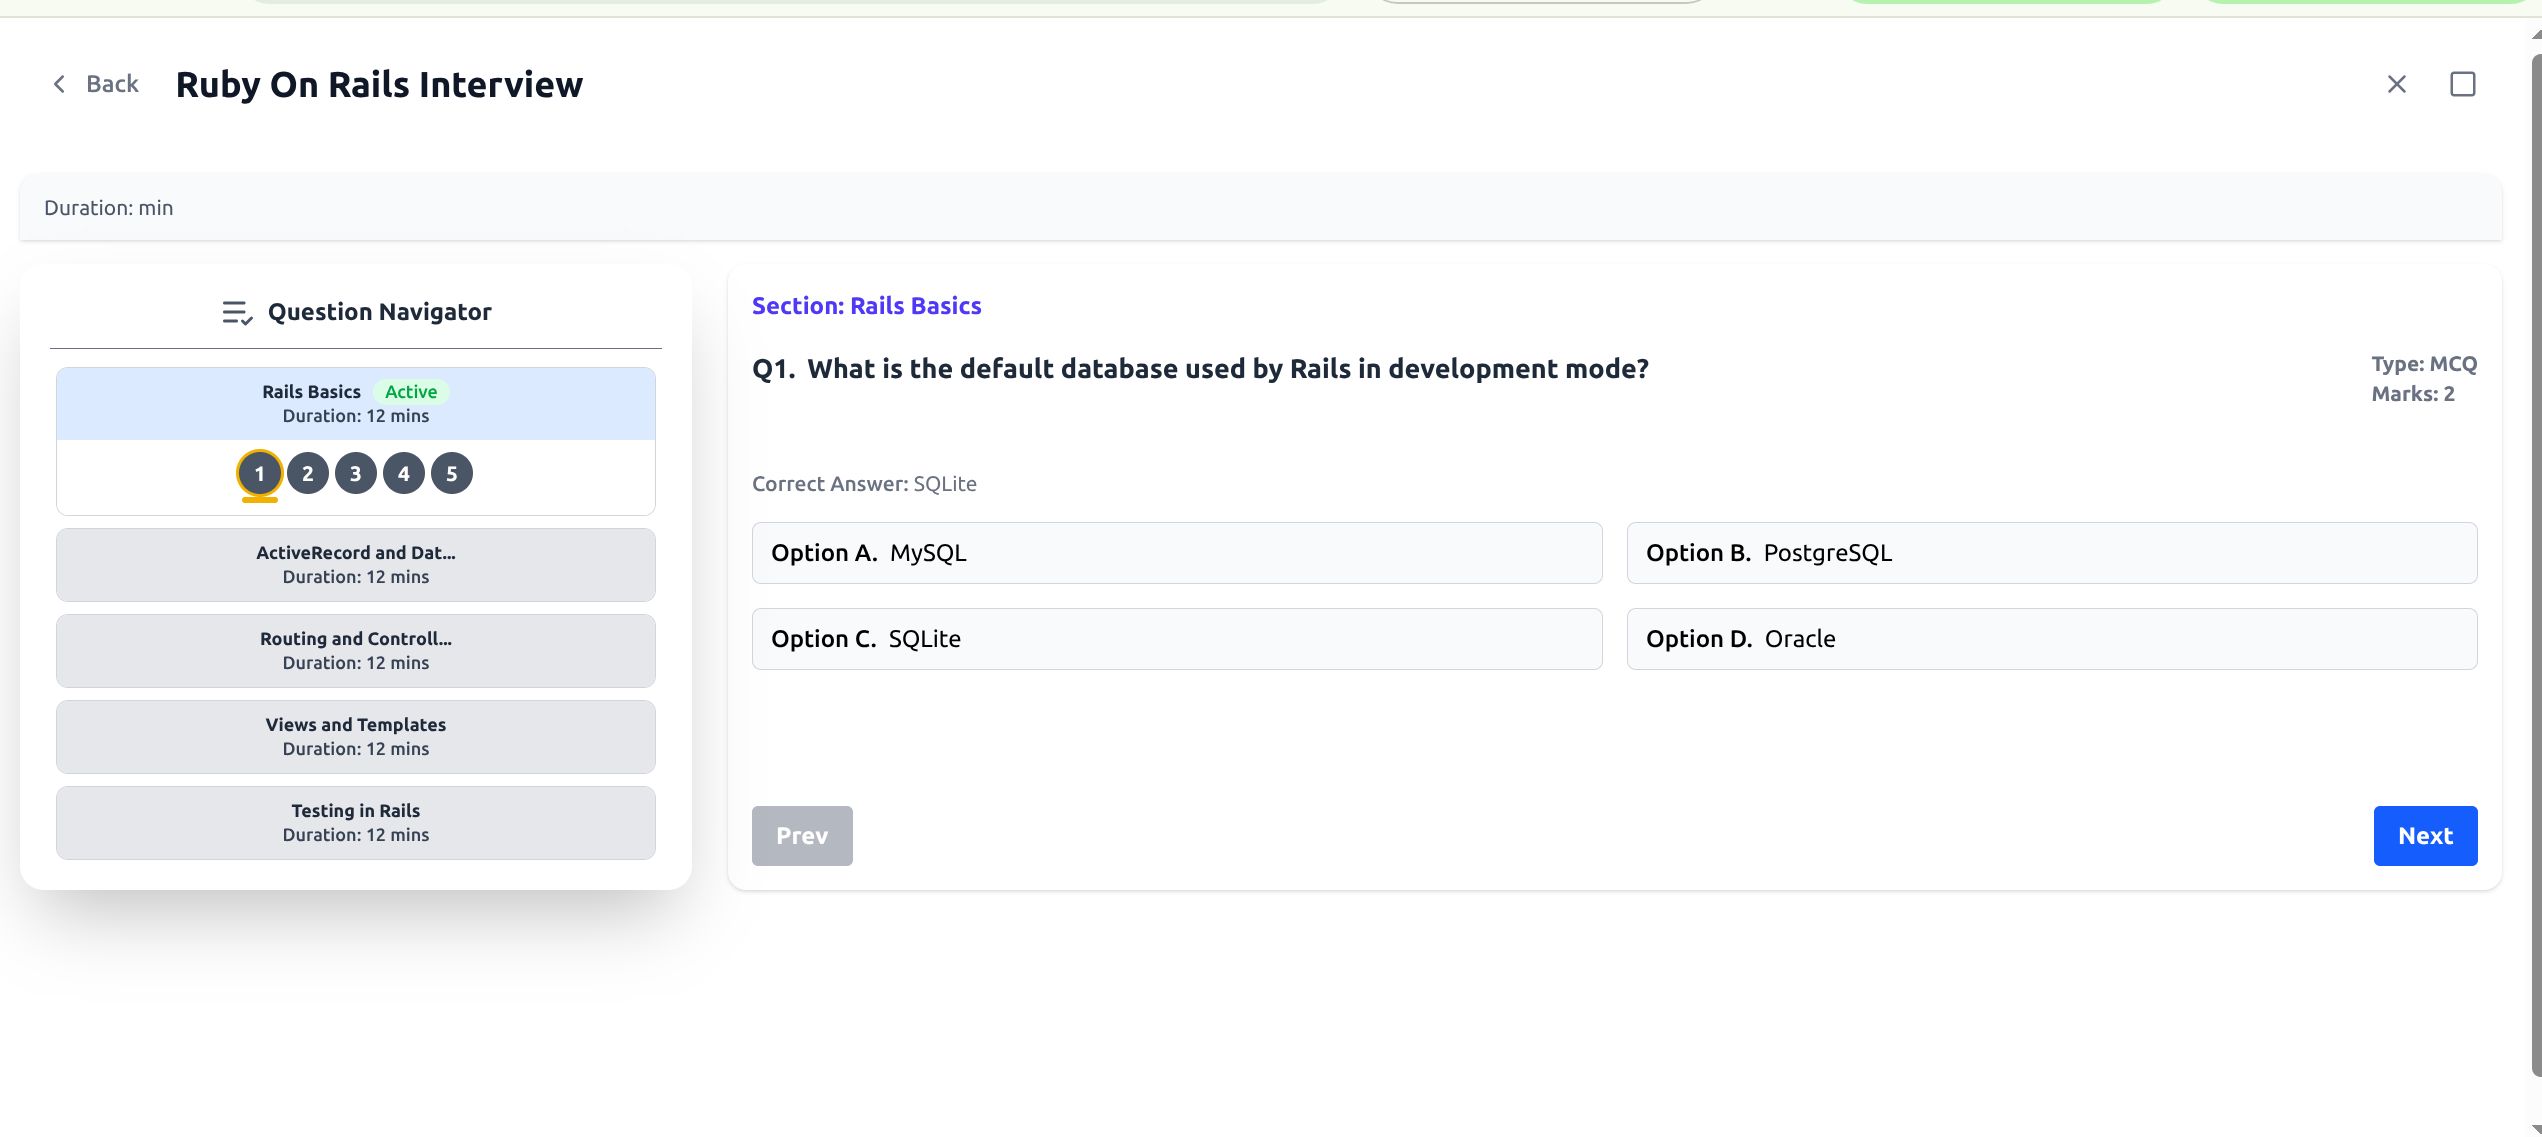 Back
Ruby On Rails Interview
Duration: min
Question Navigator
Rails Basics Active
Duration: 12 mins
1 2 3 4 5
ActiveRecord and Dat...
Duration: 12 mins
Routing and Controll...
Duration: 12 mins
Views and Templates
Duration: 12 mins
Testing in Rails
Duration: 12 mins
Section: Rails Basics
Q1. What is the default database used by Rails in development mode?
Type: MCQ
Marks: 2
Correct Answer: SQLite
Option A. MySQL
Option B. PostgreSQL
Option C. SQLite
Option D. Oracle
Prev
Next